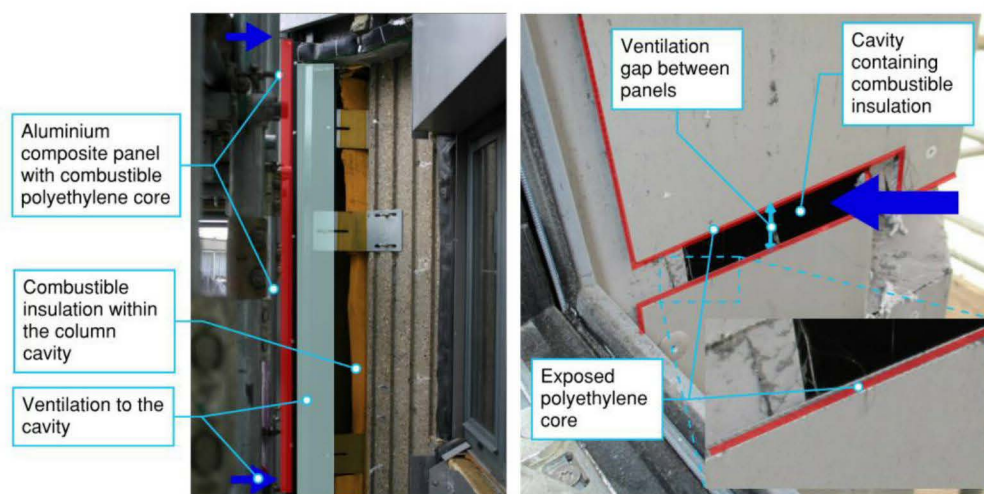 Aluminium
composite panel
with combustible
polyethylene core
Combustible
insulation within
the column
cavity
Ventilation to the
cavity
Ventilation
gap between
panels
Cavity
containing
combustible
insulation
Exposed
polyethylene
core